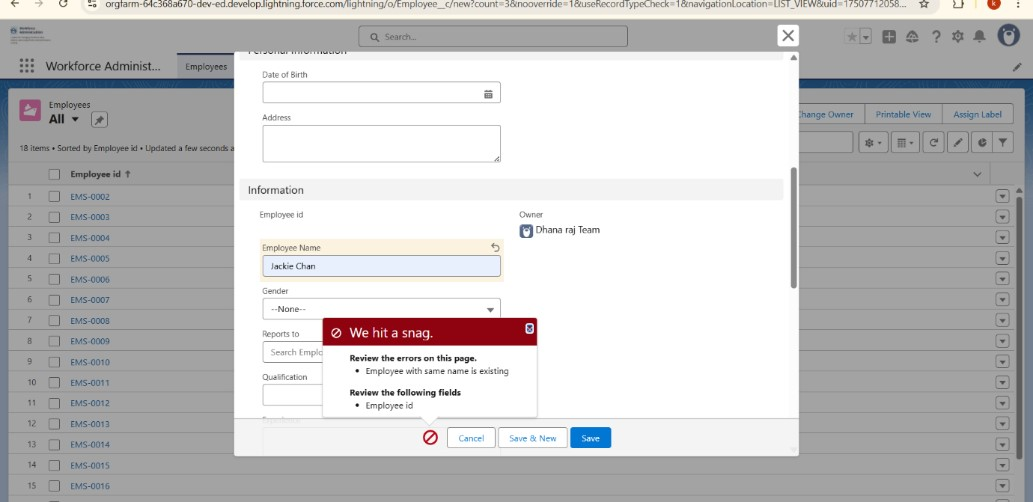 orgfarm-64c368a670-dev-ed.develop.lightning.force.com/lightning/o/Employee__c/new?count=3&nooverride=1&useRecordTypeCheck=1&navigationLocation=LIST_VIEW&uid=17507712058...
k
Search...
Workforce Administ...
Employees
Personal Information
Employees
All
Date of Birth
Change Owner
Printable View
Assign Label
Address
18 items • Sorted by Employee id • Updated a few seconds a
Employee id ↑
Information
1 EMS-0002
2 EMS-0003
3 EMS-0004
4 EMS-0005
5 EMS-0006
6 EMS-0007
7 EMS-0008
8 EMS-0009
9 EMS-0010
10 EMS-0011
11 EMS-0012
12 EMS-0013
13 EMS-0014
14 EMS-0015
15 EMS-0016
Employee id
Owner
Dhana raj Team
Employee Name
Jackie Chan
Gender
--None--
Reports to
Search Emplo
Qualification
We hit a snag.
Review the errors on this page.
• Employee with same name is existing
Review the following fields
• Employee id
Cancel
Save & New
Save